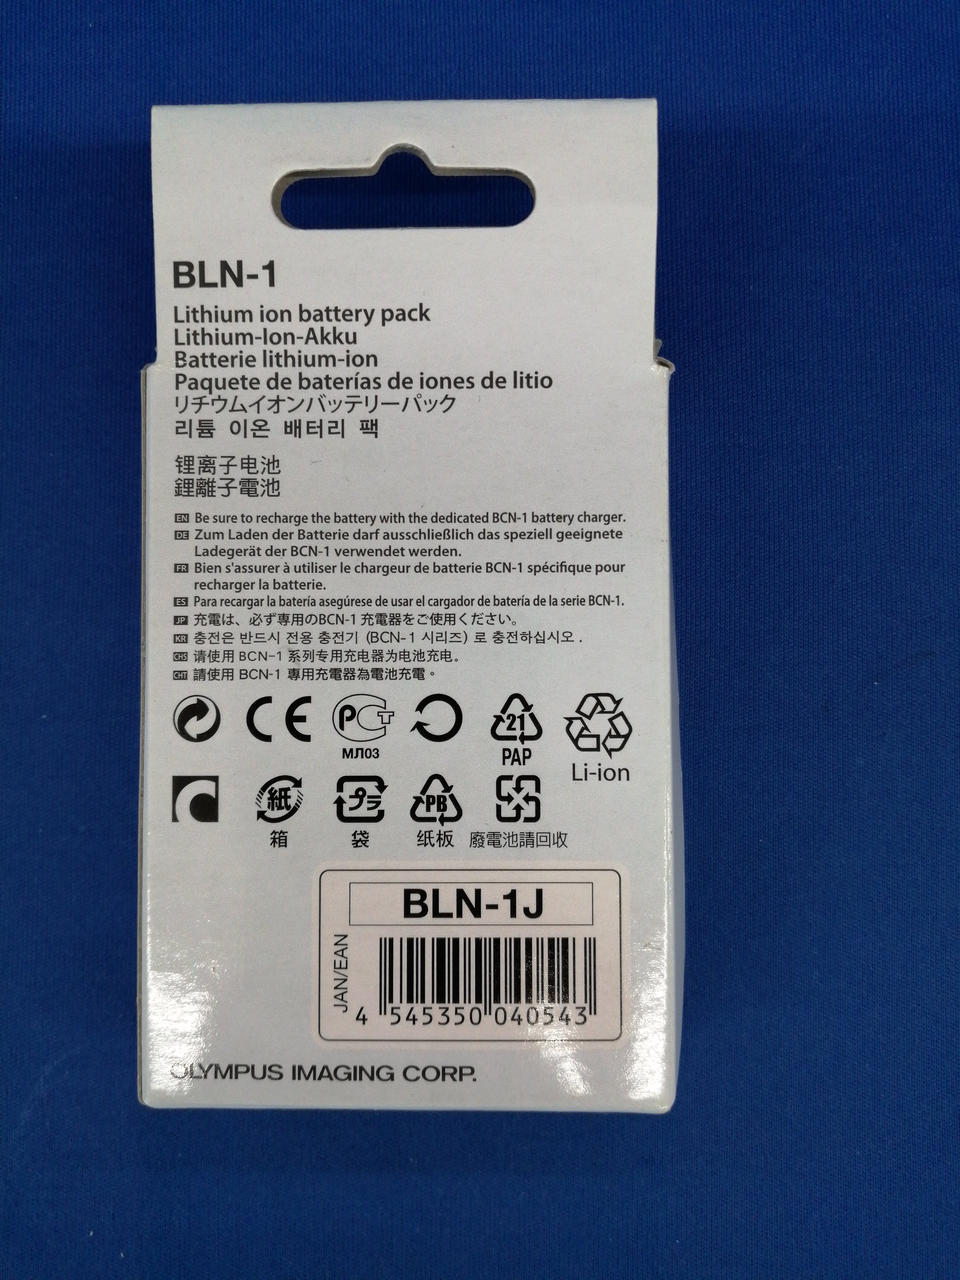 BLN-1
Lithium ion battery pack
Lithium-Ion-Akku
Batterie lithium-ion
Paquete de baterías de iones de litio
リチウムイオンバッテリーパック
리튬 이온 배터리 팩
锂离子电池
鋰離子電池
EN Be sure to recharge the battery with the dedicated BCN-1 battery charger.
DE Zum Laden der Batterie darf ausschließlich das speziell geeignete
Ladegerät der BCN-1 verwendet werden.
FR Bien s'assurer à utiliser le chargeur de batterie BCN-1 spécifique pour
recharger la batterie.
ES Para recargar la batería asegúrese de usar el cargador de batería de la serie BCN-1.
JP 充電は、必ず専用のBCN-1 充電器をご使用ください。
KR 충전은 반드시 전용 충전기 (BCN-1 시리즈) 로 충전하십시오 .
CHS 请使用 BCN-1 系列专用充电器为电池充电。
CHT 請使用 BCN-1 專用充電器為電池充電。
CE PCT 21
МЛ03 PAP
Li-ion
紙 プラ PB
箱 袋 纸板 廢電池請回收
BLN-1J
JAN/EAN
4 545350 040543
OLYMPUS IMAGING CORP.